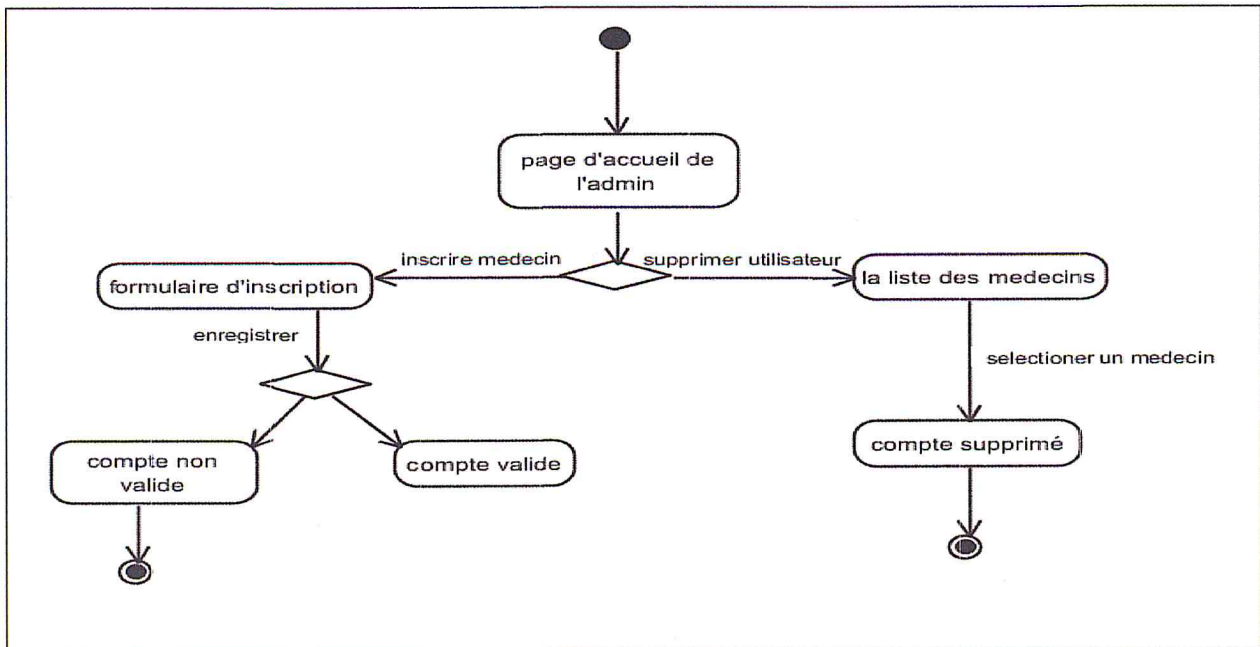 page d'accueil de
l'admin
inscrire medecin
supprimer utilisateur
formulaire d'inscription
la liste des medecins
enregistrer
selectioner un medecin
compte non
valide
compte valide
compte supprimé